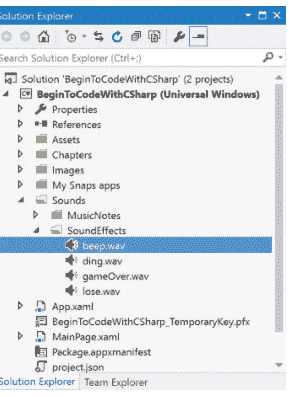 Solution Explorer
Search Solution Explorer (Ctrl+;)
Solution 'BeginToCodeWithCSharp' (2 projects)
C# BeginToCodeWithCSharp (Universal Windows)
Properties
References
Assets
Chapters
Images
My Snaps apps
Sounds
MusicNotes
SoundEffects
beep.wav
ding.wav
gameOver.wav
lose.wav
App.xaml
BeginToCodeWithCSharp_TemporaryKey.pfx
MainPage.xaml
Package.appxmanifest
project.json
Solution Explorer Team Explorer